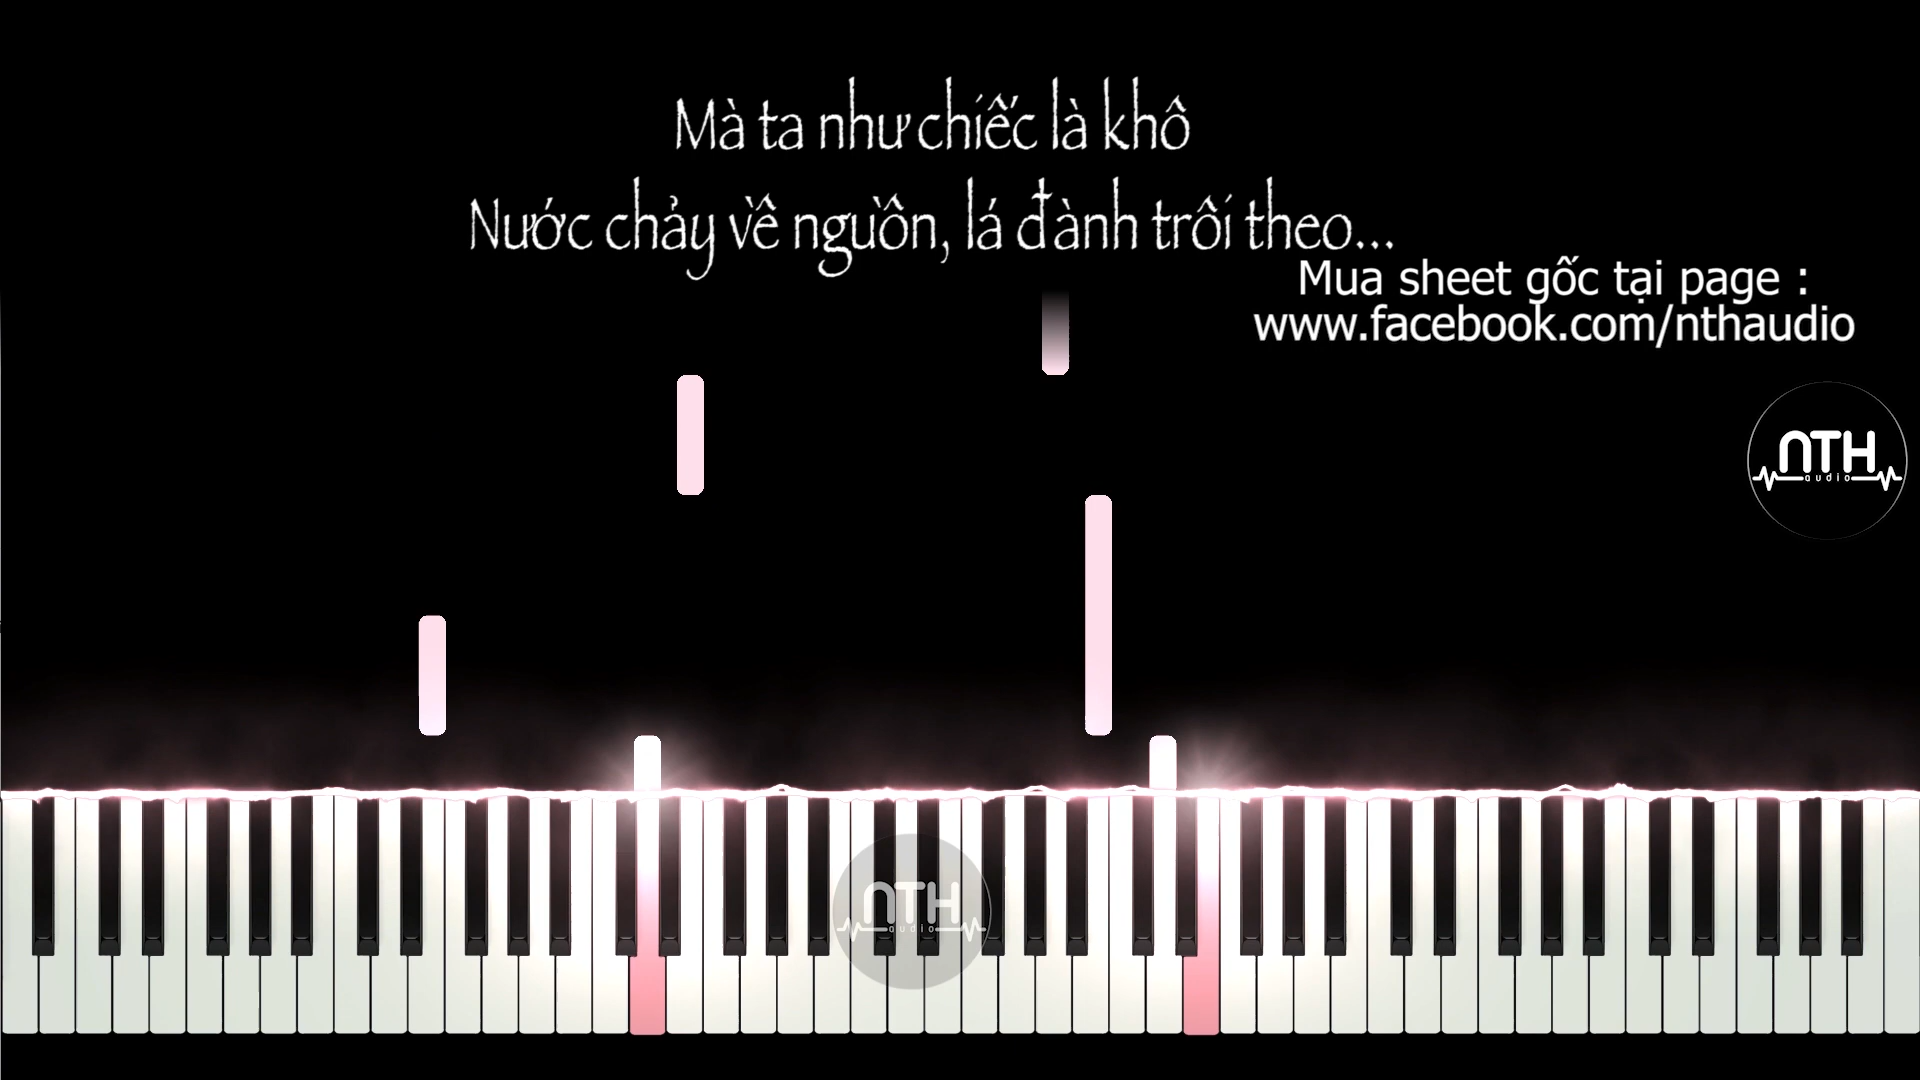 Mà ta như chiếc là khô
Nước chảy về nguồn, lá đành trôi theo...
Mua sheet gốc tại page :
www.facebook.com/nthaudio
NTH
audio
NTH
audio